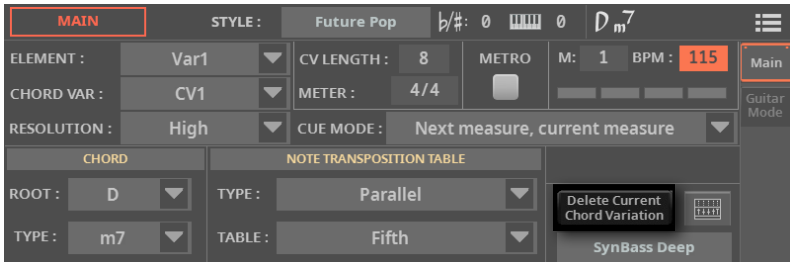 MAIN STYLE : Future Pop ♭/♯: 0 0 D m7
ELEMENT : Var1 CV LENGTH : 8 METRO M: 1 BPM : 115 Main
CHORD VAR : CV1 METER : 4/4 Guitar
Mode
RESOLUTION : High CUE MODE : Next measure, current measure
CHORD NOTE TRANSPOSITION TABLE
ROOT : D TYPE : Parallel Delete Current
Chord Variation
TYPE : m7 TABLE : Fifth SynBass Deep